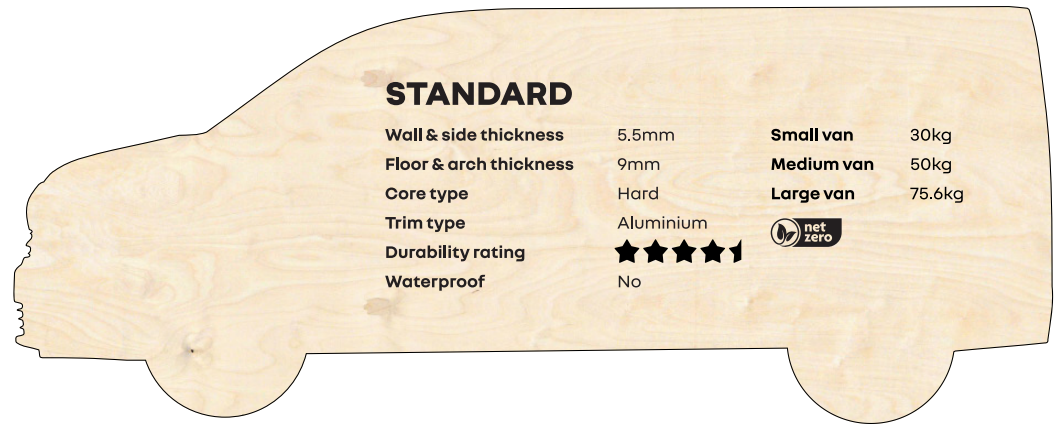 STANDARD
Wall & side thickness 5.5mm
Floor & arch thickness 9mm
Core type Hard
Trim type Aluminium
Durability rating
Waterproof No
Small van 30kg
Medium van 50kg
Large van 75.6kg
net
zero